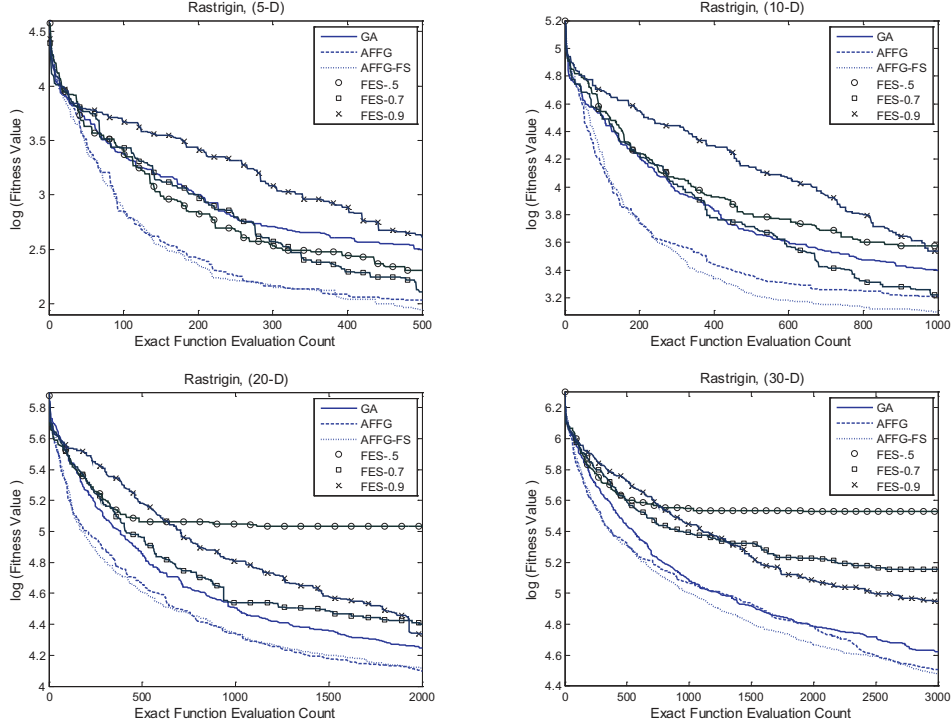 Rastrigin, (5-D)
log (Fitness Value )
4.5
4
3.5
3
2.5
2
0 100 200 300 400 500
Exact Function Evaluation Count
GA
AFFG
AFFG-FS
FES-.5
FES-0.7
FES-0.9
Rastrigin, (10-D)
log (Fitness Value )
5.2
5
4.8
4.6
4.4
4.2
4
3.8
3.6
3.4
3.2
0 200 400 600 800 1000
Exact Function Evaluation Count
GA
AFFG
AFFG-FS
FES-.5
FES-0.7
FES-0.9
Rastrigin, (20-D)
log (Fitness Value )
5.8
5.6
5.4
5.2
5
4.8
4.6
4.4
4.2
4
0 500 1000 1500 2000
Exact Function Evaluation Count
GA
AFFG
AFFG-FS
FES-.5
FES-0.7
FES-0.9
Rastrigin, (30-D)
log (Fitness Value )
6.2
6
5.8
5.6
5.4
5.2
5
4.8
4.6
4.4
0 500 1000 1500 2000 2500 3000
Exact Function Evaluation Count
GA
AFFG
AFFG-FS
FES-.5
FES-0.7
FES-0.9